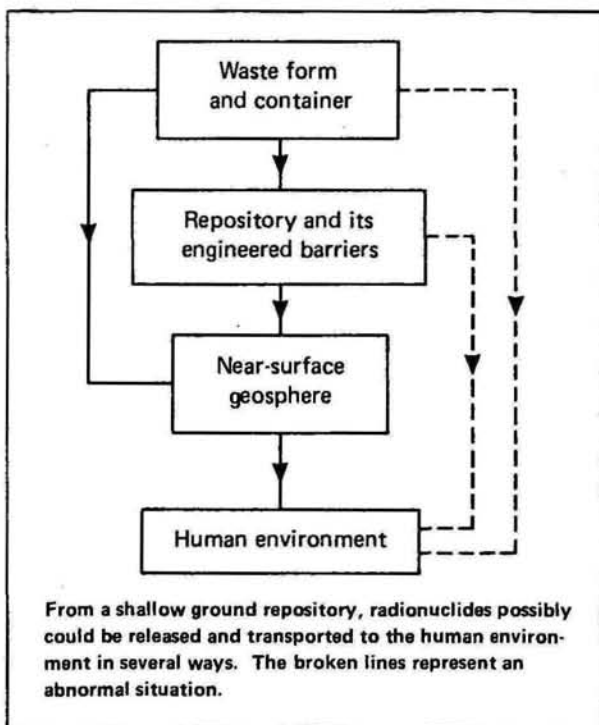 Waste form
and container
Repository and its
engineered barriers
Near-surface
geosphere
Human environment
From a shallow ground repository, radionuclides possibly
could be released and transported to the human environ-
ment in several ways. The broken lines represent an
abnormal situation.